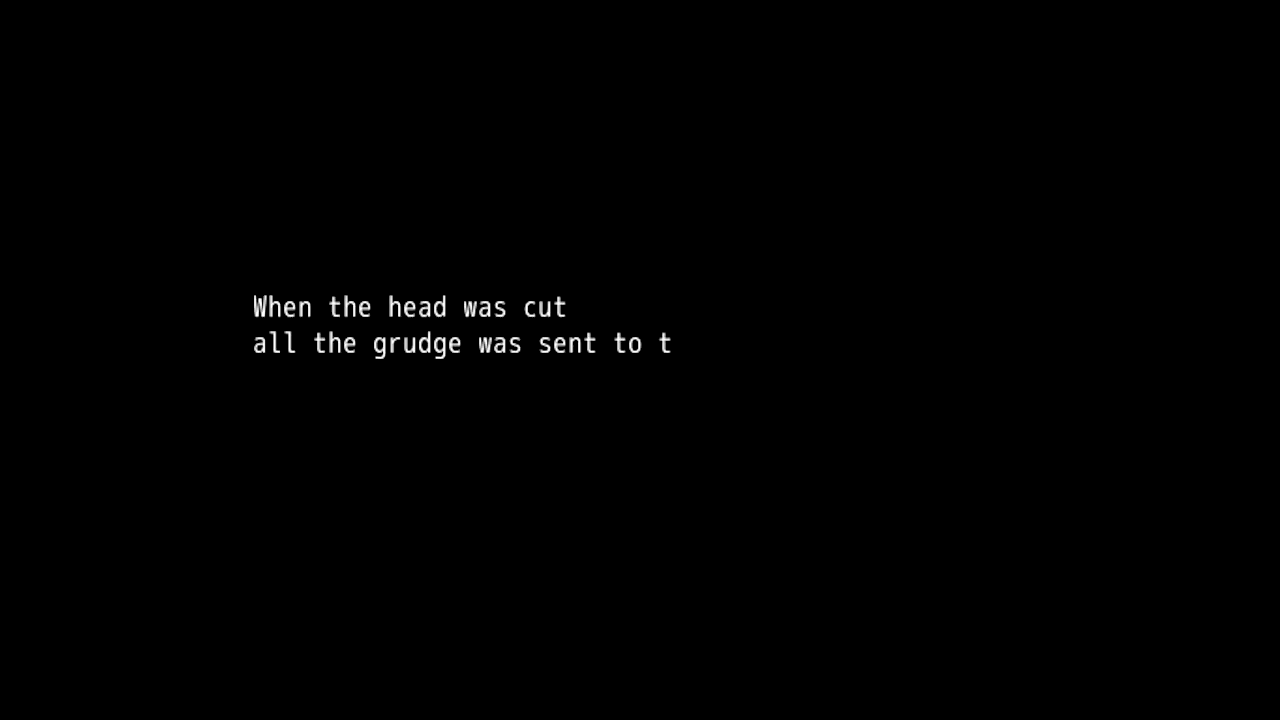 When the head was cut
all the grudge was sent to t